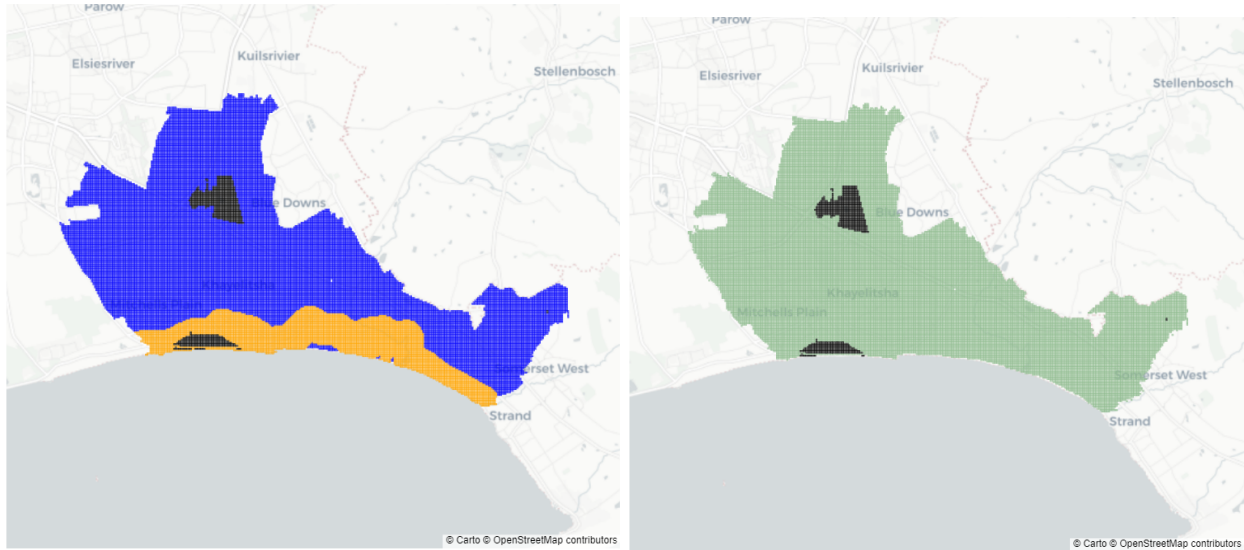 Parow
Kuilsrivier
Elsiesriver
Stellenbosch
Blue Downs
Khayelitsha
Mitchells Plain
Somerset West
Strand
© Carto © OpenStreetMap contributors
Parow
Kuilsrivier
Elsiesriver
Stellenbosch
Blue Downs
Khayelitsha
Mitchells Plain
Somerset West
Strand
© Carto © OpenStreetMap contributors